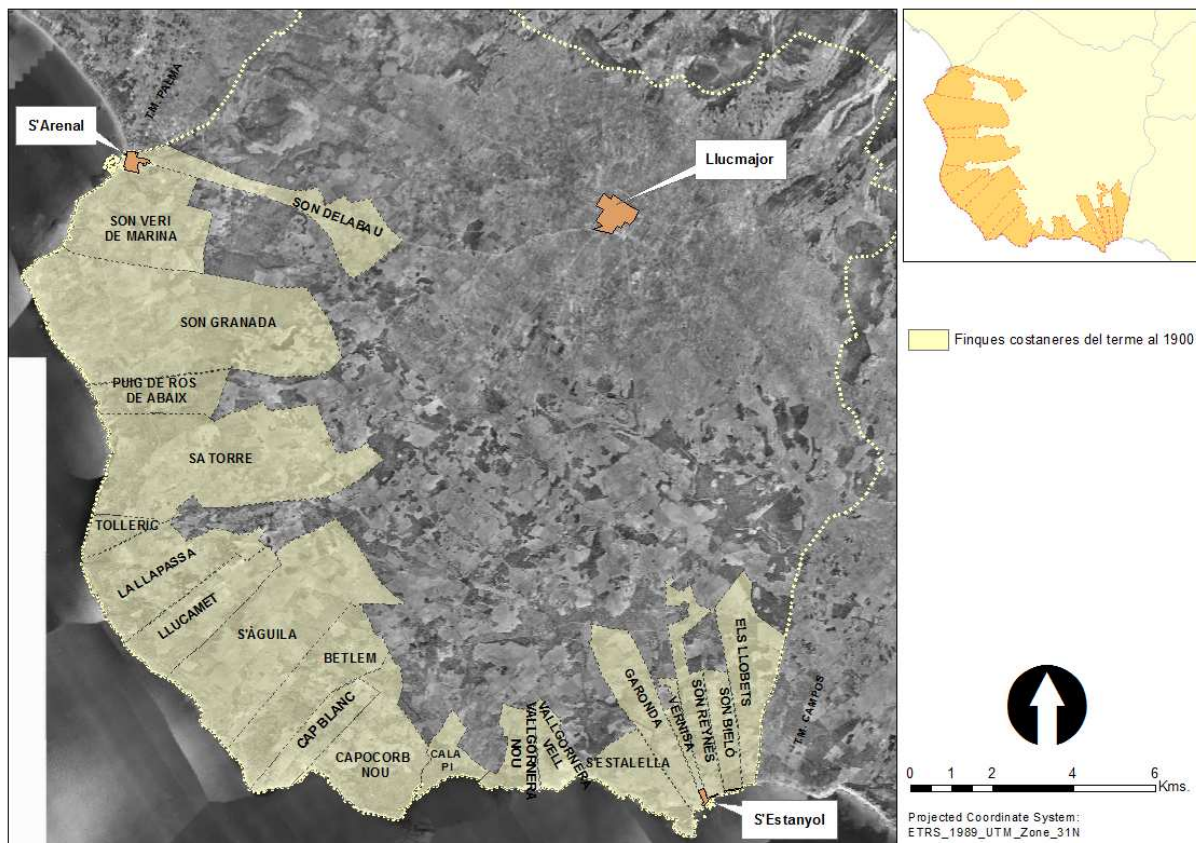 T.M. PALMA
S'Arenal
Llucmajor
SON DELABAU
SON VERI
DE MARINA
SON GRANADA
PUIG DE ROS
DE ABAIX
SA TORRE
TOLLERIC
LA LLAPASSA
LLUCAMET
S'ÀGUILA
BETLEM
CAP BLANC
CAPOCORB
NOU
CALA
PI
VALLGORNERA
NOU
VALLGORNERA
VELL
S'ESTALELLA
GARONDA
VERNISA
SON REYNÉS
SON BIELÓ
ELS LLOBETS
T.M. CAMPOS
S'Estanyol
Finques costaneres del terme al 1900
0 1 2 4 6
Kms.
Projected Coordinate System:
ETRS_1989_UTM_Zone_31N